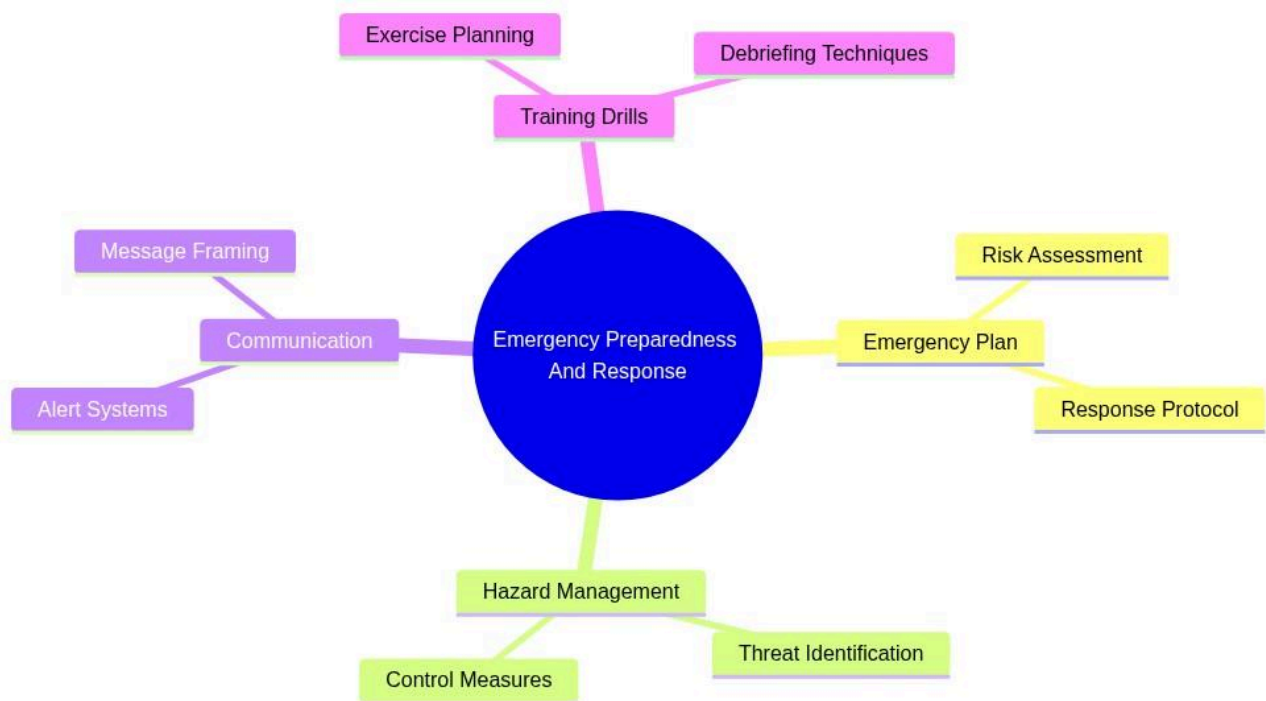 Exercise Planning
Debriefing Techniques
Training Drills
Message Framing
Risk Assessment
Communication
Emergency Preparedness
And Response
Emergency Plan
Alert Systems
Response Protocol
Hazard Management
Threat Identification
Control Measures